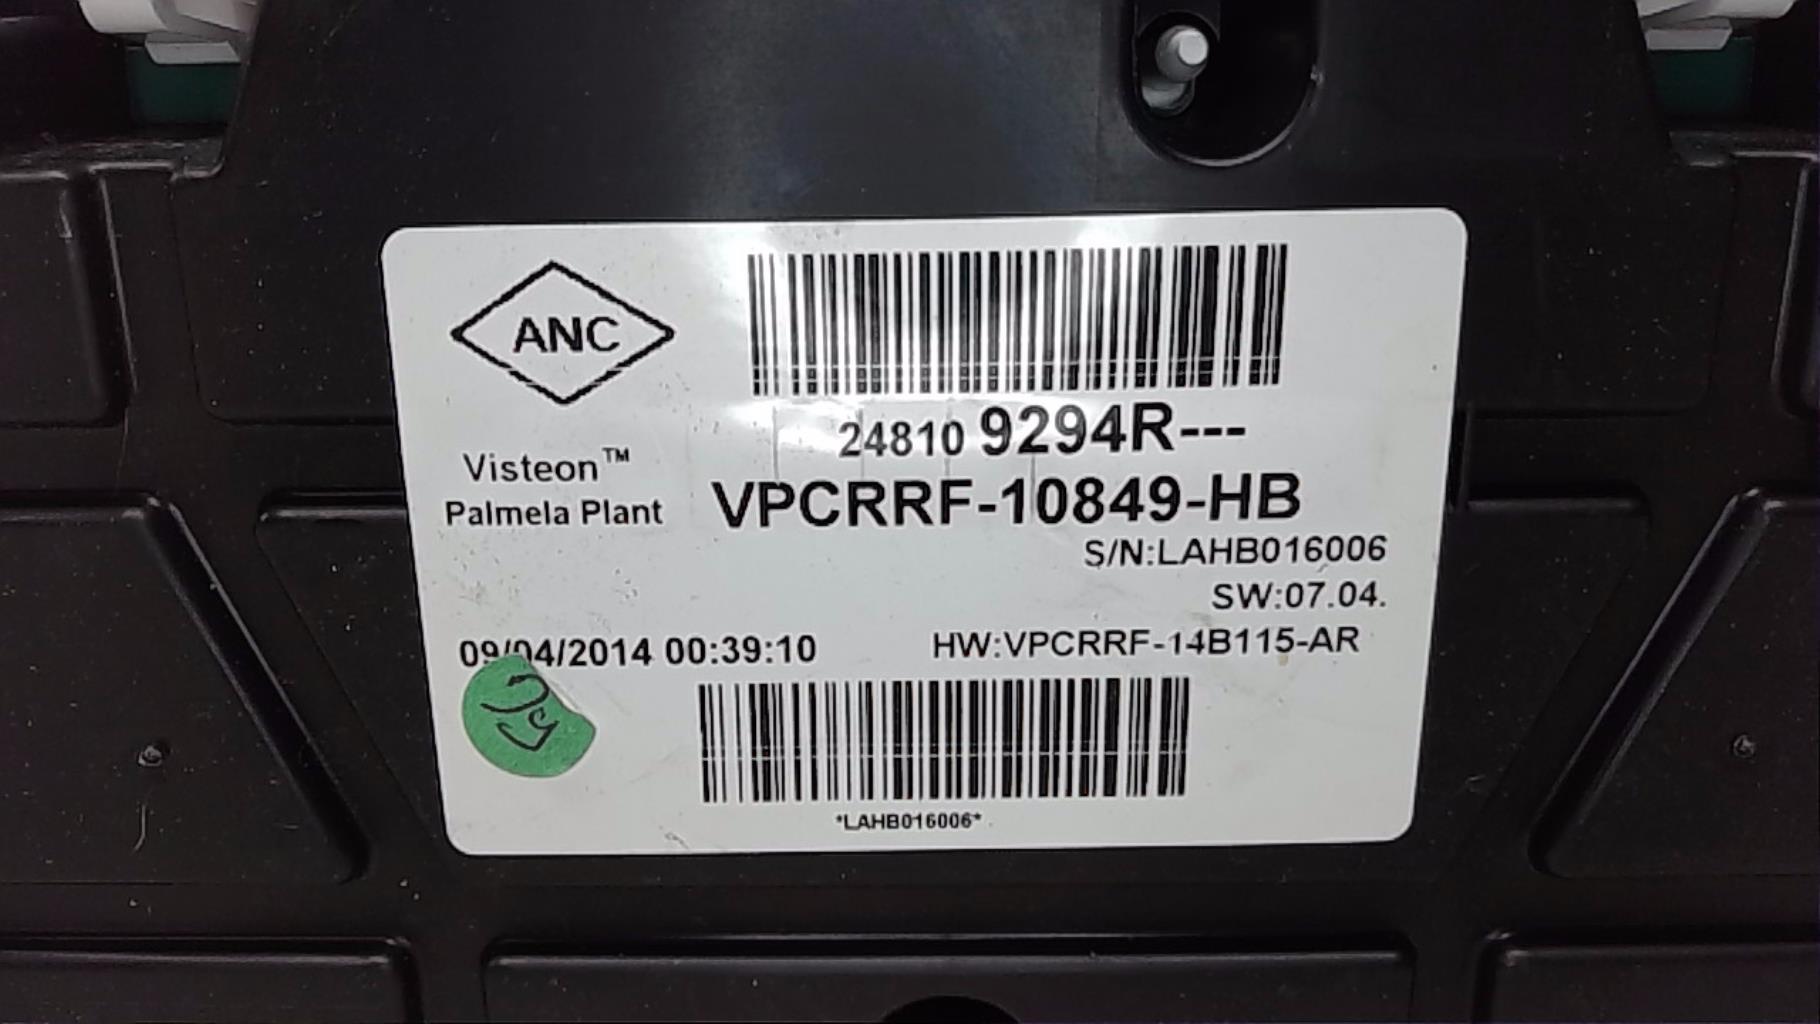 ANC
Visteon™
Palmela Plant
24810 9294R---
VPCRRF-10849-HB
S/N:LAHB016006
SW:07.04.
09/04/2014 00:39:10
HW:VPCRRF-14B115-AR
*LAHB016006*